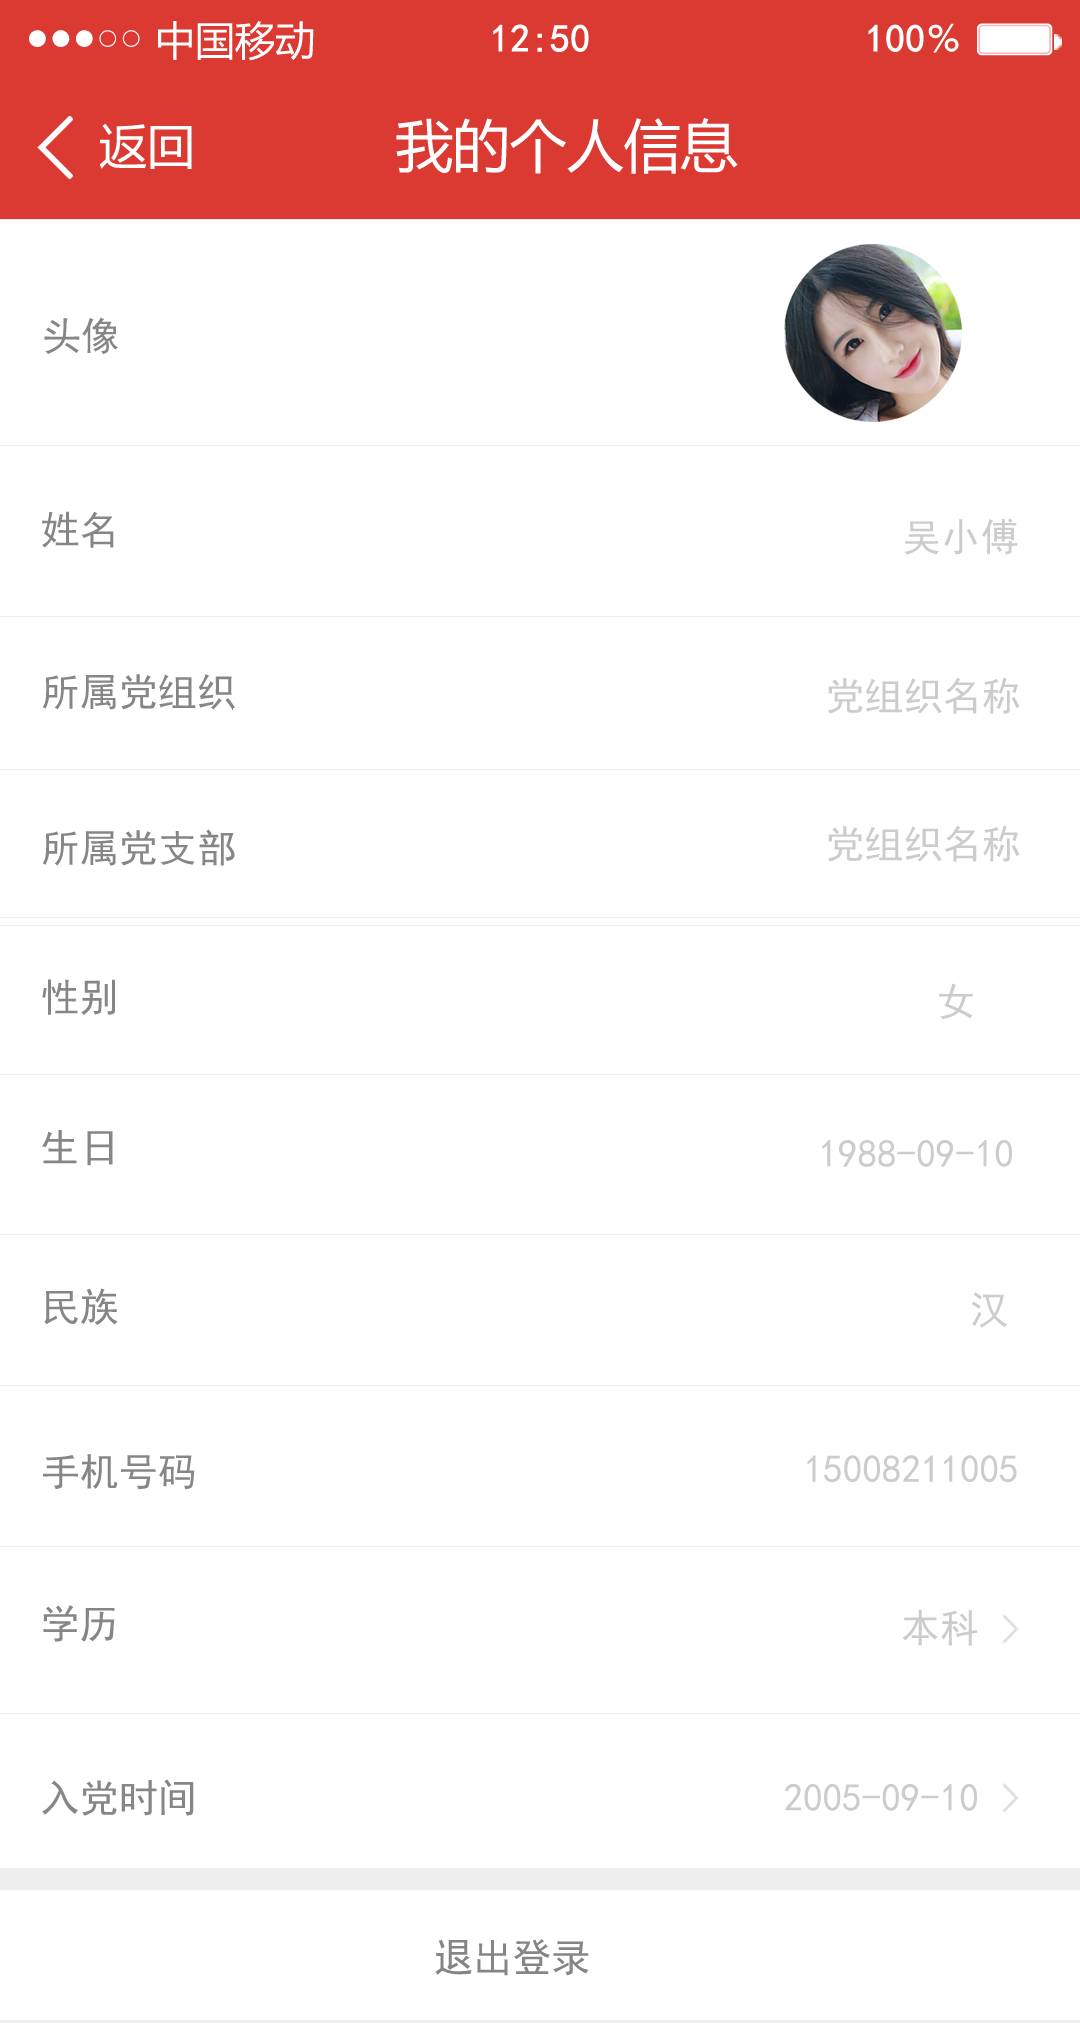 中国移动 12:50 100%
返回 我的个人信息
头像
姓名 吴小傅
所属党组织 党组织名称
所属党支部 党组织名称
性别 女
生日 1988-09-10
民族 汉
手机号码 15008211005
学历 本科
入党时间 2005-09-10
退出登录